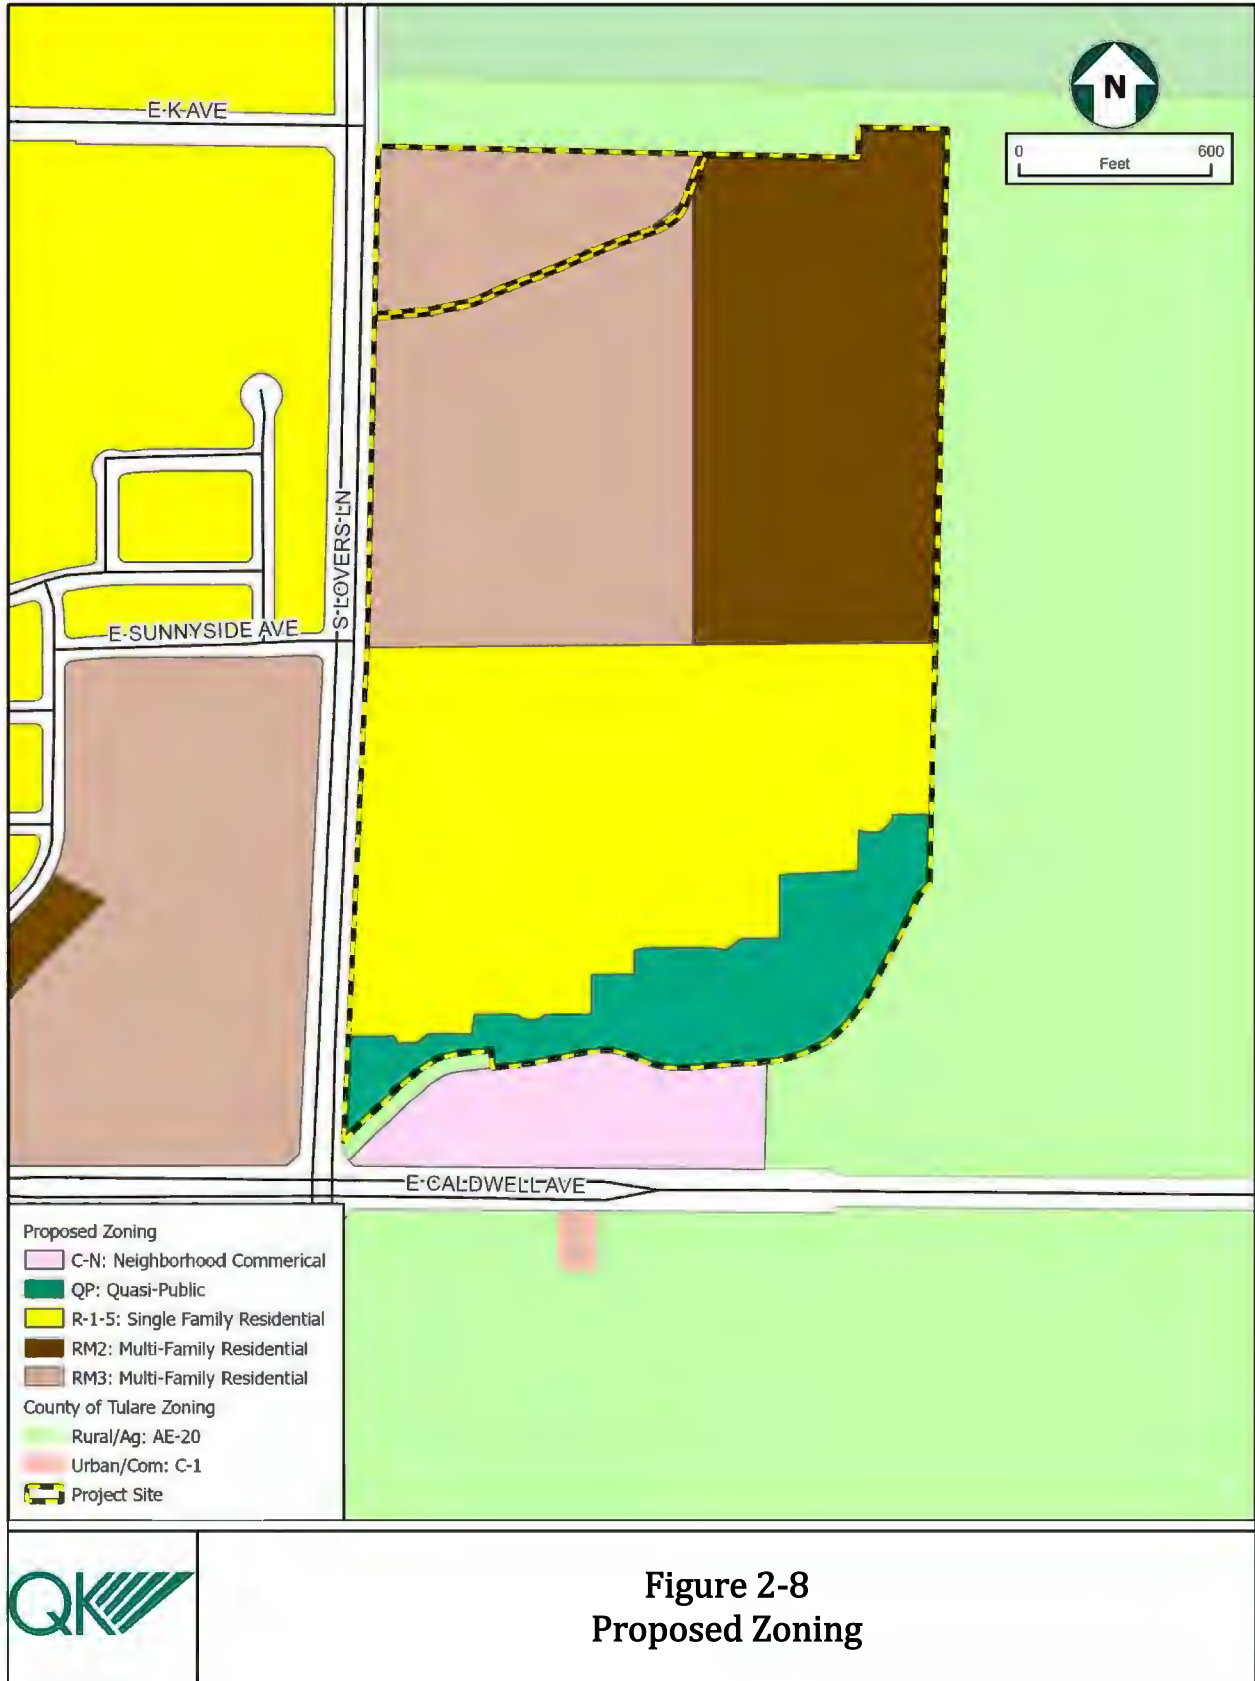 E K AVE
N
0 600
Feet
S LOVERS LN
E SUNNYSIDE AVE
E CALDWELL AVE
Proposed Zoning
C-N: Neighborhood Commerical
QP: Quasi-Public
R-1-5: Single Family Residential
RM2: Multi-Family Residential
RM3: Multi-Family Residential
County of Tulare Zoning
Rural/Ag: AE-20
Urban/Com: C-1
Project Site
QK
Figure 2-8
Proposed Zoning